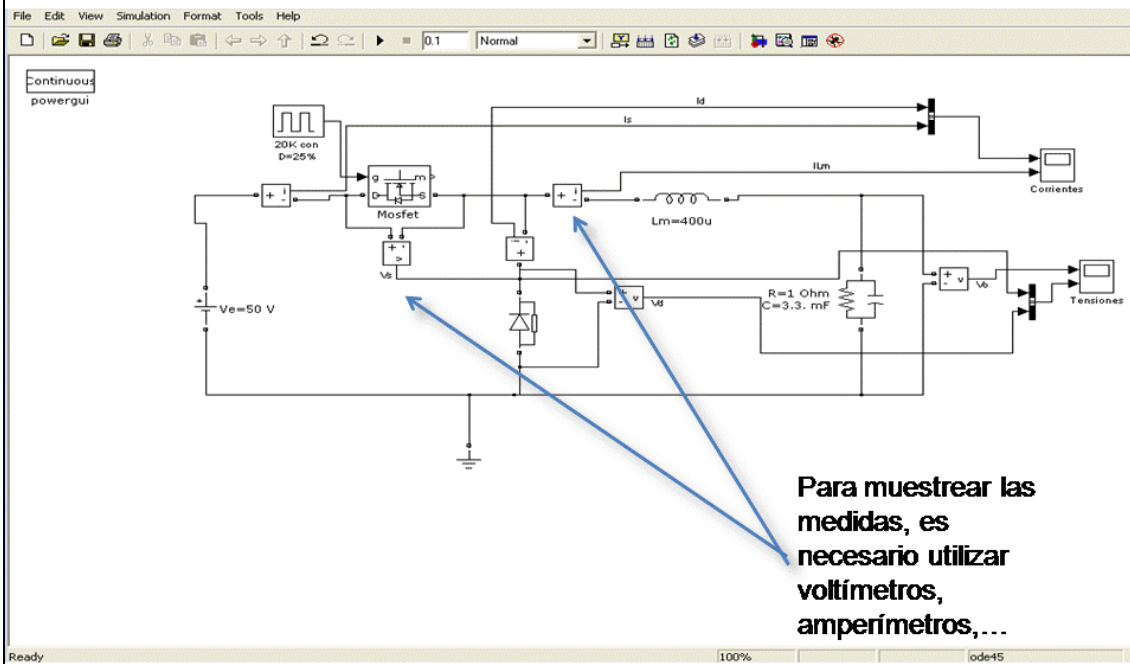 File Edit View Simulation Format Tools Help
0.1 Normal
Continuous
powergui
20K con
D=25%
Id
Is
ILm
Corrientes
g m
D S
Mosfet
Lm=400u
Vs
Ve=50 V
Vd
R=1 Ohm
C=3.3. mF
Vo
Tensiones
Para muestrear las
medidas, es
necesario utilizar
voltímetros,
amperímetros,...
Ready 100% ode45